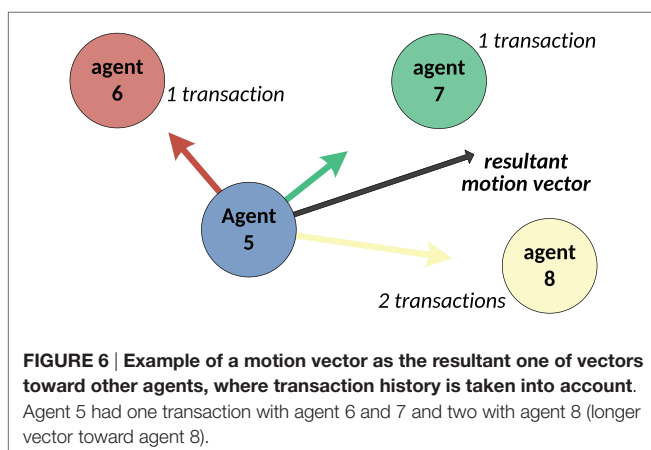 agent
6
1 transaction
agent
7
1 transaction
resultant
motion vector
Agent
5
agent
8
2 transactions
FIGURE 6 | Example of a motion vector as the resultant one of vectors
toward other agents, where transaction history is taken into account.
Agent 5 had one transaction with agent 6 and 7 and two with agent 8 (longer
vector toward agent 8).